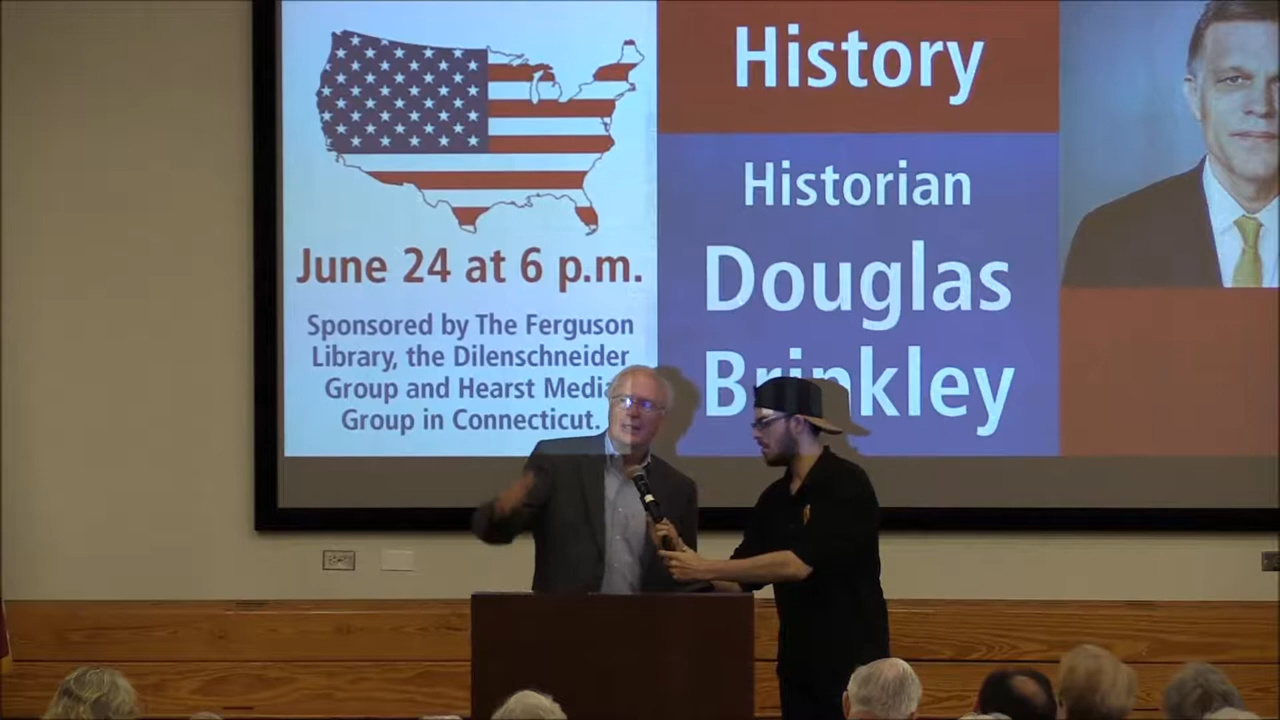 June 24 at 6 p.m.
Sponsored by The Ferguson
Library, the Dilenschneider
Group and Hearst Media
Group in Connecticut.
History
Historian
Douglas
Brinkley